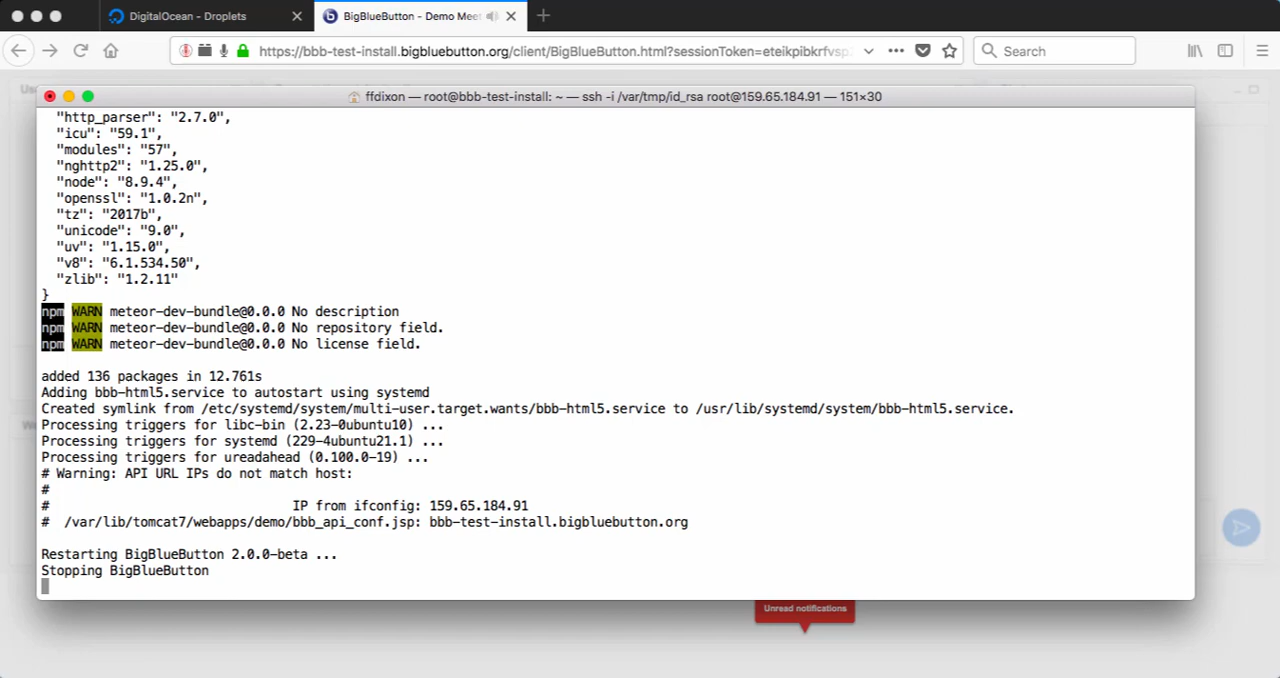 DigitalOcean - Droplets
BigBlueButton - Demo Mee
https://bbb-test-install.bigbluebutton.org/client/BigBlueButton.html?sessionToken=eteikpibkrfvsp
Search
ffdixon — root@bbb-test-install: ~ — ssh -i /var/tmp/id_rsa root@159.65.184.91 — 151×30
"http_parser": "2.7.0",
"icu": "59.1",
"modules": "57",
"nghttp2": "1.25.0",
"node": "8.9.4",
"openssl": "1.0.2n",
"tz": "2017b",
"unicode": "9.0",
"uv": "1.15.0",
"v8": "6.1.534.50",
"zlib": "1.2.11"
}
npm WARN meteor-dev-bundle@0.0.0 No description
npm WARN meteor-dev-bundle@0.0.0 No repository field.
npm WARN meteor-dev-bundle@0.0.0 No license field.
added 136 packages in 12.761s
Adding bbb-html5.service to autostart using systemd
Created symlink from /etc/systemd/system/multi-user.target.wants/bbb-html5.service to /usr/lib/systemd/system/bbb-html5.service.
Processing triggers for libc-bin (2.23-0ubuntu10) ...
Processing triggers for systemd (229-4ubuntu21.1) ...
Processing triggers for ureadahead (0.100.0-19) ...
# Warning: API URL IPs do not match host:
#
# IP from ifconfig: 159.65.184.91
# /var/lib/tomcat7/webapps/demo/bbb_api_conf.jsp: bbb-test-install.bigbluebutton.org
Restarting BigBlueButton 2.0.0-beta ...
Stopping BigBlueButton
Unread notifications